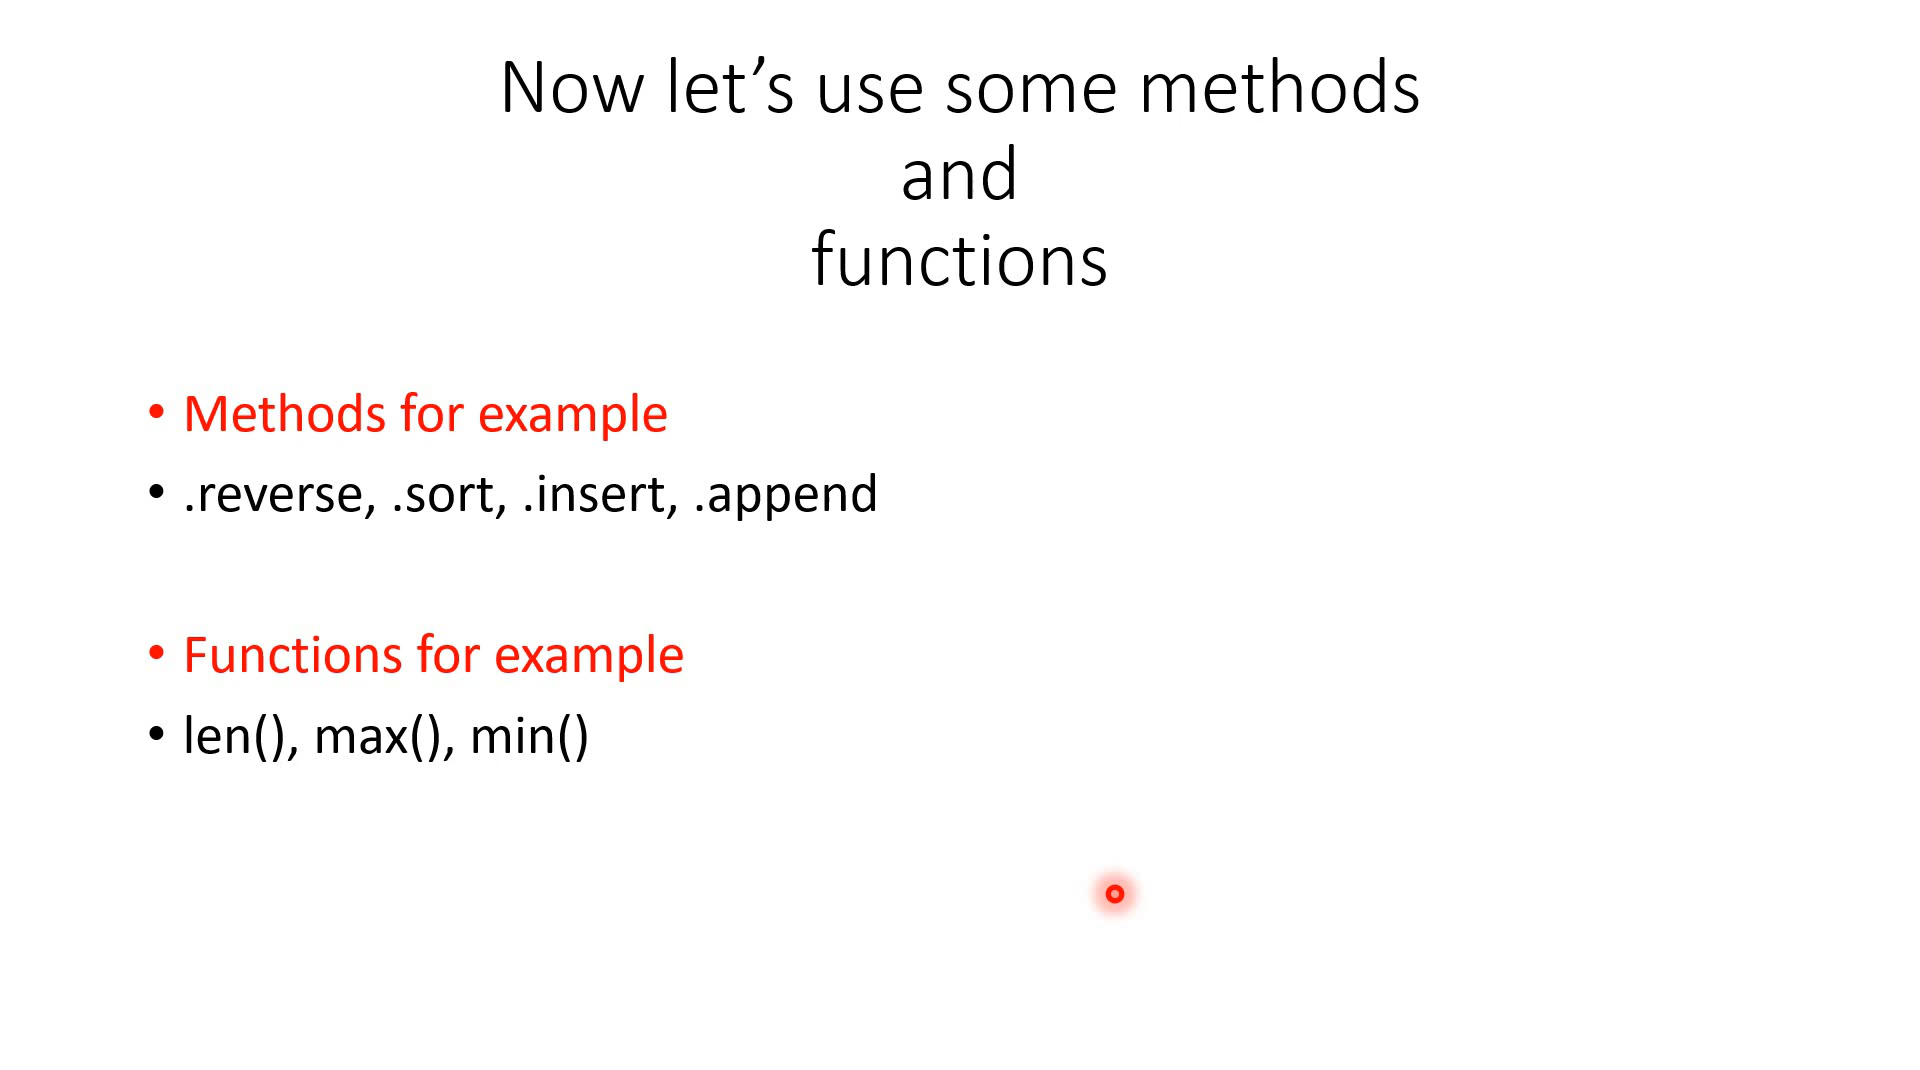 Now let’s use some methods
and
functions
• Methods for example
• .reverse, .sort, .insert, .append
• Functions for example
• len(), max(), min()